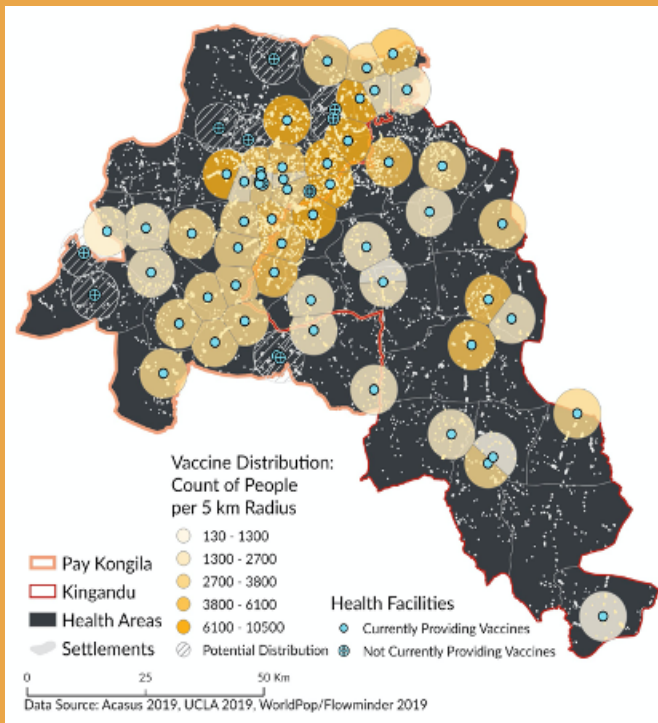 Vaccine Distribution:
Count of People
per 5 km Radius
130 - 1300
1300 - 2700
2700 - 3800
3800 - 6100
6100 - 10500
Potential Distribution
Pay Kongila
Kingandu
Health Areas
Settlements
Health Facilities
Currently Providing Vaccines
Not Currently Providing Vaccines
0 25 50 Km
Data Source: Acasus 2019, UCLA 2019, WorldPop/Flowminder 2019